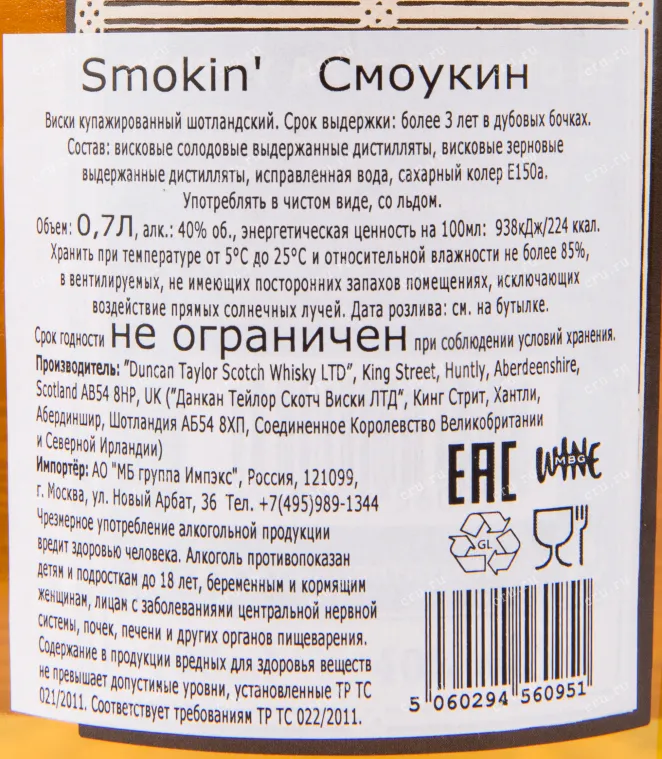 Smokin' Смоукин
Виски купажированный шотландский. Срок выдержки: более 3 лет в дубовых бочках.
Состав: висковые солодовые выдержанные дистилляты, висковые зерновые
выдержанные дистилляты, исправленная вода, сахарный колер Е150а.
Употреблять в чистом виде, со льдом.
Объем: 0,7Л, алк.: 40% об., энергетическая ценность на 100мл: 938кДж/224 ккал.
Хранить при температуре от 5°С до 25°С и относительной влажности не более 85%,
в вентилируемых, не имеющих посторонних запахов помещениях, исключающих
воздействие прямых солнечных лучей. Дата розлива: см. на бутылке.
Срок годности не ограничен при соблюдении условий хранения.
Производитель: "Duncan Taylor Scotch Whisky LTD", King Street, Huntly, Aberdeenshire,
Scotland AB54 8HP, UK ("Данкан Тейлор Скотч Виски ЛТД", Кинг Стрит, Хантли,
Абердиншир, Шотландия АБ54 8ХП, Соединенное Королевство Великобритании
и Северной Ирландии)
Импортёр: АО "МБ группа Импэкс", Россия, 121099,
г. Москва, ул. Новый Арбат, 36 Тел. +7(495)989-1344
Чрезмерное употребление алкогольной продукции
вредит здоровью человека. Алкоголь противопоказан
детям и подросткам до 18 лет, беременным и кормящим
женщинам, лицам с заболеваниями центральной нервной
системы, почек, печени и других органов пищеварения.
Содержание в продукции вредных для здоровья веществ
не превышает допустимые уровни, установленные ТР ТС
021/2011. Соответствует требованиям ТР ТС 022/2011.
EAC WINE
MBG
GL
5 060294 560951